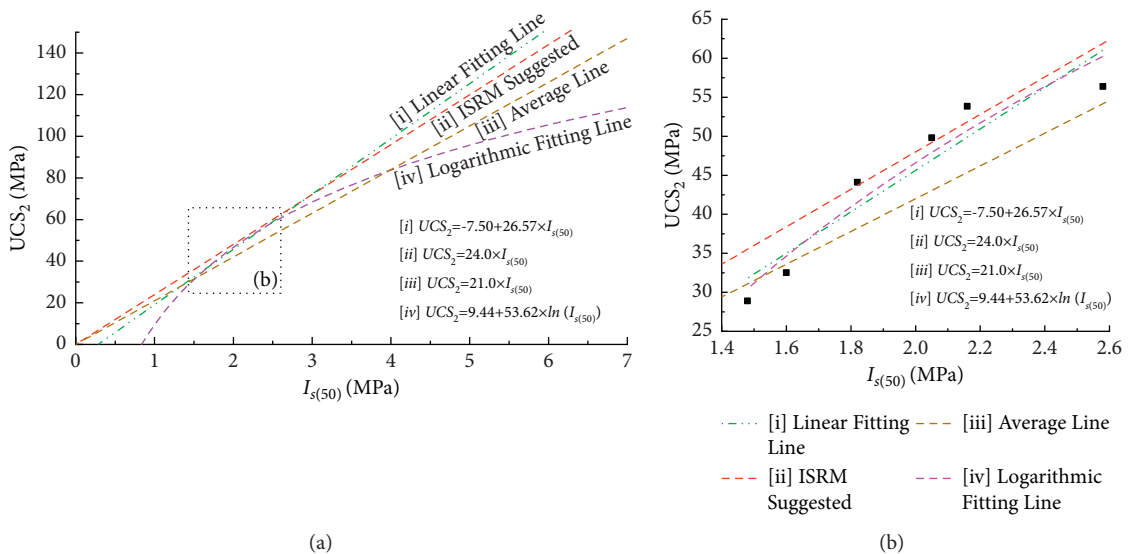 140
120
100
80
60
40
20
0
UCS2 (MPa)
[i] Linear Fitting Line
[ii] ISRM Suggested
[iii] Average Line
[iv] Logarithmic Fitting Line
(b)
[i] UCS2=-7.50+26.57×Is(50)
[ii] UCS2=24.0×Is(50)
[iii] UCS2=21.0×Is(50)
[iv] UCS2=9.44+53.62×ln (Is(50))
0 1 2 3 4 5 6 7
Is(50) (MPa)
(a)
65
60
55
50
45
40
35
30
25
UCS2 (MPa)
[i] UCS2=-7.50+26.57×Is(50)
[ii] UCS2=24.0×Is(50)
[iii] UCS2=21.0×Is(50)
[iv] UCS2=9.44+53.62×ln (Is(50))
1.4 1.6 1.8 2.0 2.2 2.4 2.6
Is(50) (MPa)
[i] Linear Fitting
Line
[iii] Average Line
[ii] ISRM
Suggested
[iv] Logarithmic
Fitting Line
(b)